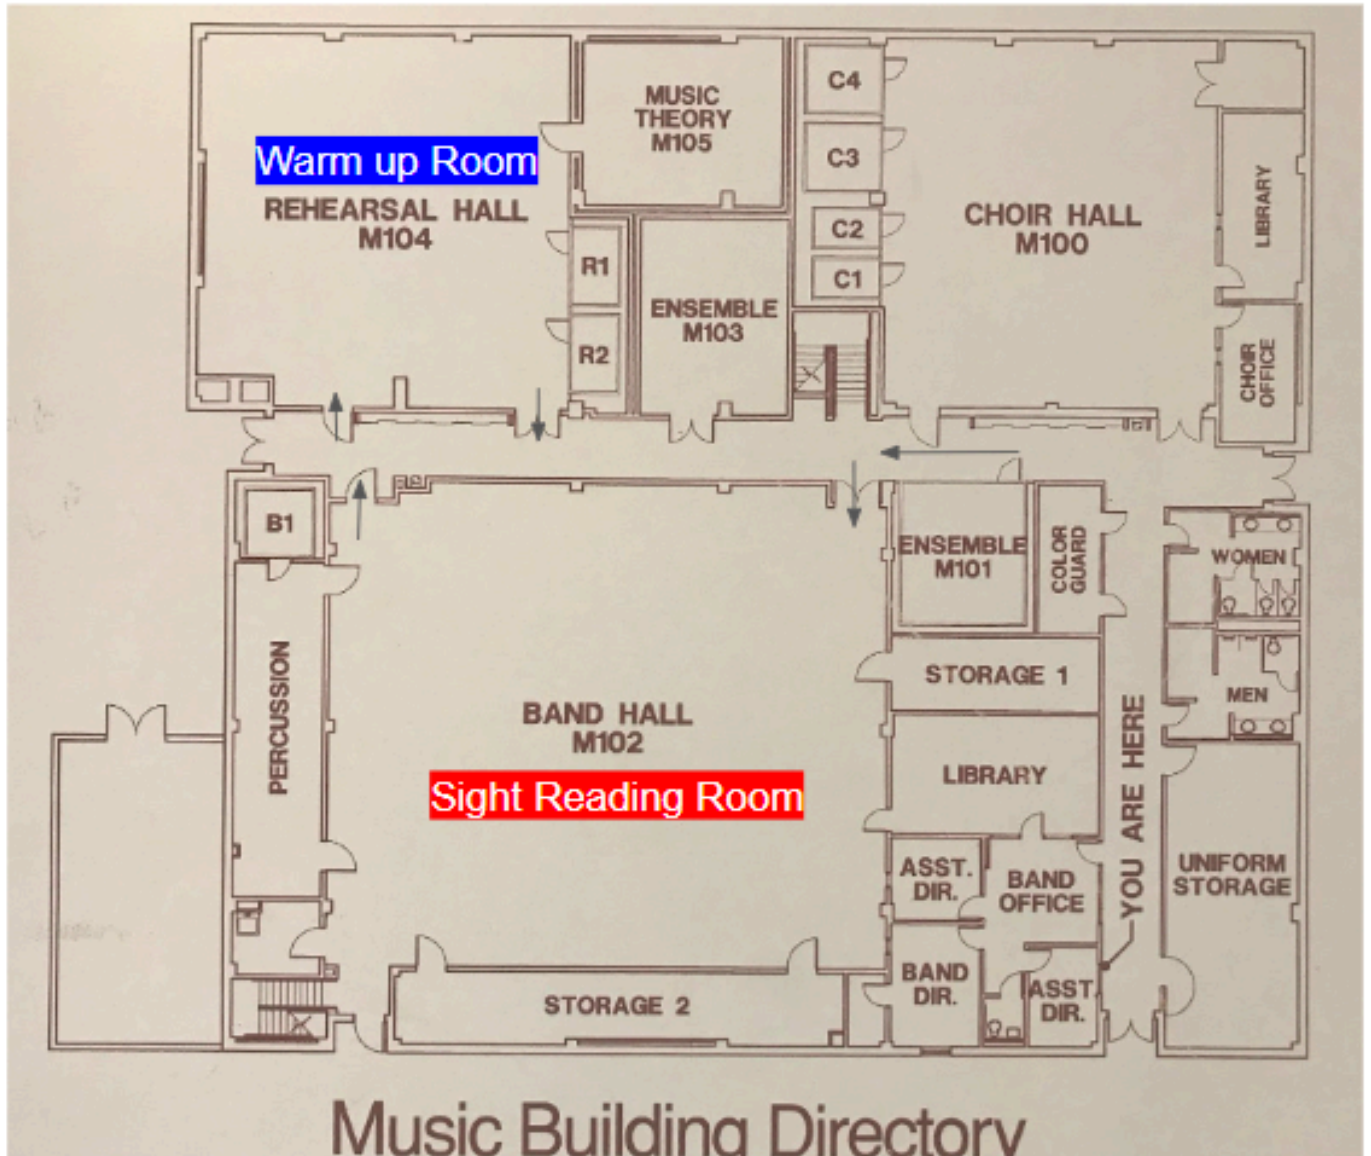 MUSIC
THEORY
M105
C4
C3
C2
C1
Warm up Room
REHEARSAL HALL
M104
R1
R2
ENSEMBLE
M103
CHOIR HALL
M100
LIBRARY
CHOIR
OFFICE
B1
ENSEMBLE
M101
COLOR
GUARD
WOMEN
MEN
PERCUSSION
BAND HALL
M102
Sight Reading Room
STORAGE 1
LIBRARY
YOU ARE HERE
ASST.
DIR.
BAND
OFFICE
UNIFORM
STORAGE
BAND
DIR.
ASST.
DIR.
STORAGE 2
Music Building Directory